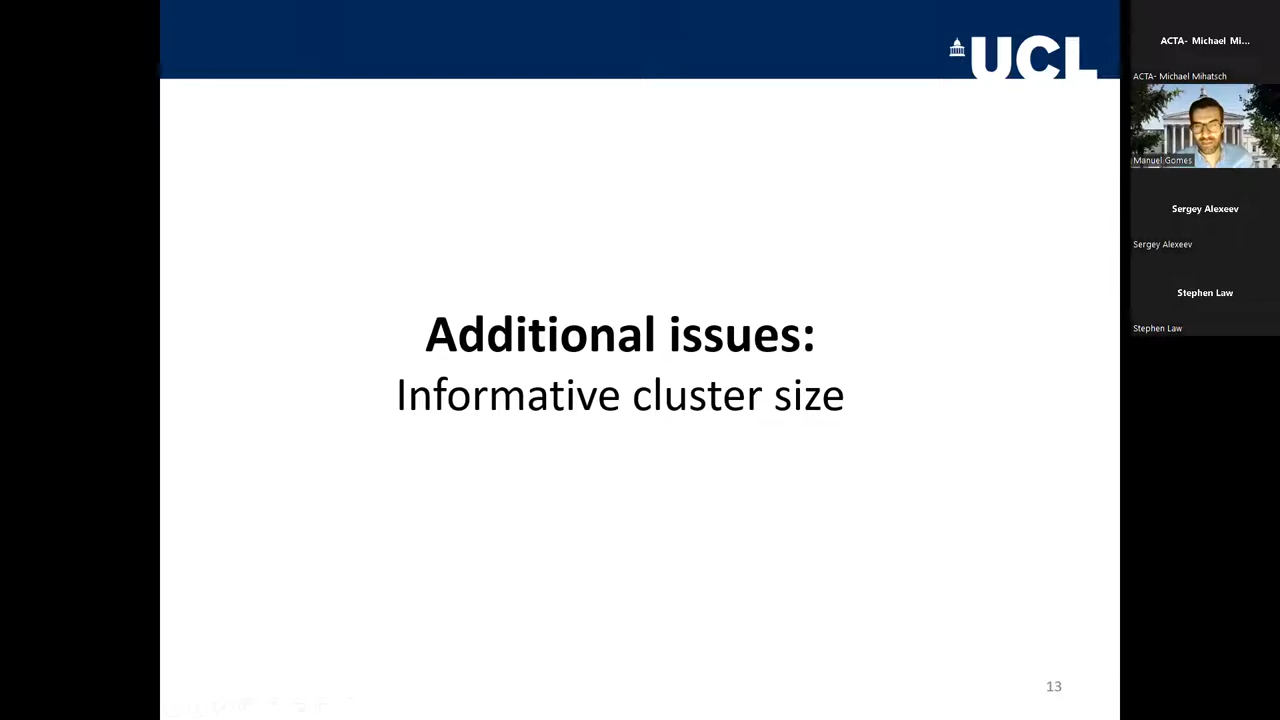 UCL
Additional issues:
Informative cluster size
13
ACTA- Michael Mi...
ACTA- Michael Mihatsch
Manuel Gomes
Sergey Alexeev
Sergey Alexeev
Stephen Law
Stephen Law